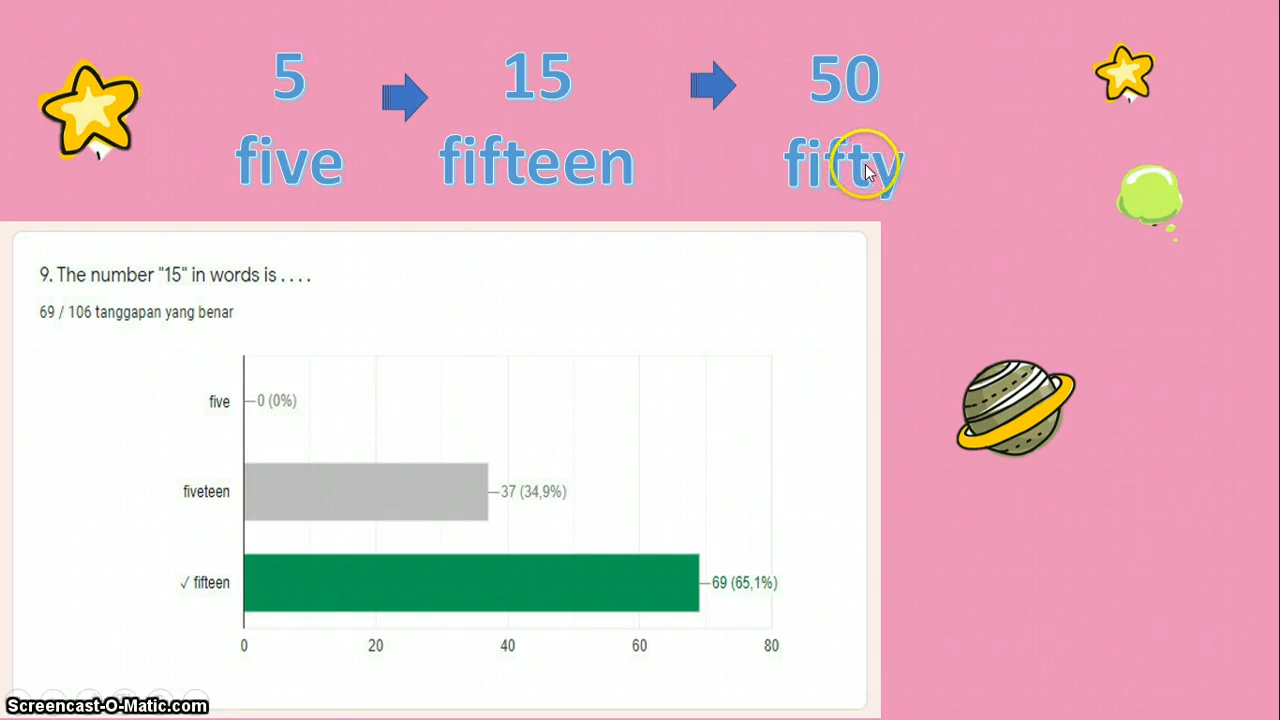 5 15 50
five fifteen fifty
9. The number "15" in words is . . . .
69 / 106 tanggapan yang benar
five 0 (0%)
fiveteen 37 (34,9%)
✓ fifteen 69 (65,1%)
0 20 40 60 80
Screencast-O-Matic.com